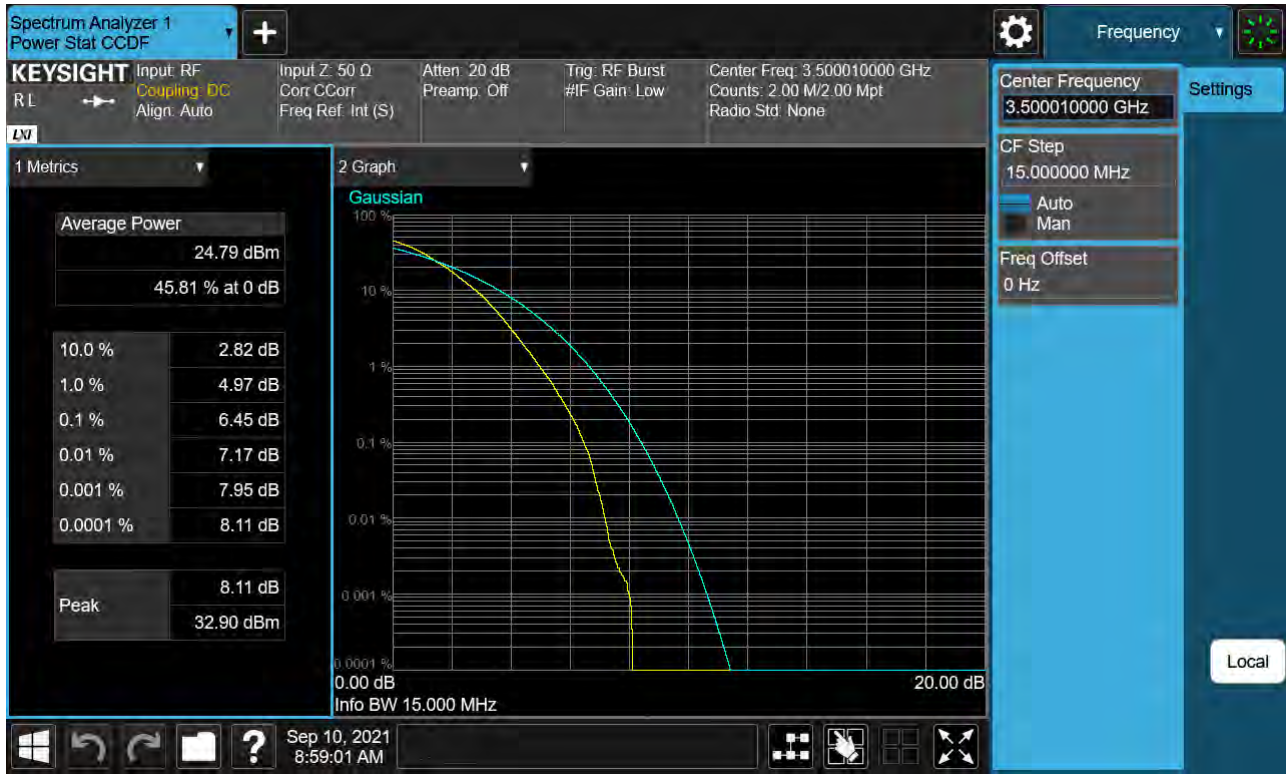 Spectrum Analyzer 1
Power Stat CCDF
+
Frequency
KEYSIGHT
RL
LXI
Input: RF
Coupling: DC
Align: Auto
Input Z: 50 Ω
Corr CCorr
Freq Ref: Int (S)
Atten: 20 dB
Preamp: Off
Trig: RF Burst
#IF Gain: Low
Center Freq: 3.500010000 GHz
Counts: 2.00 M/2.00 Mpt
Radio Std: None
Center Frequency
3.500010000 GHz
Settings
CF Step
15.000000 MHz
Auto
Man
Freq Offset
0 Hz
1 Metrics
Average Power
24.79 dBm
45.81 % at 0 dB
10.0 % 2.82 dB
1.0 % 4.97 dB
0.1 % 6.45 dB
0.01 % 7.17 dB
0.001 % 7.95 dB
0.0001 % 8.11 dB
Peak
8.11 dB
32.90 dBm
2 Graph
Gaussian
100 %
10 %
1 %
0.1 %
0.01 %
0.001 %
0.0001 %
0.00 dB 20.00 dB
Info BW 15.000 MHz
Local
?
Sep 10, 2021
8:59:01 AM